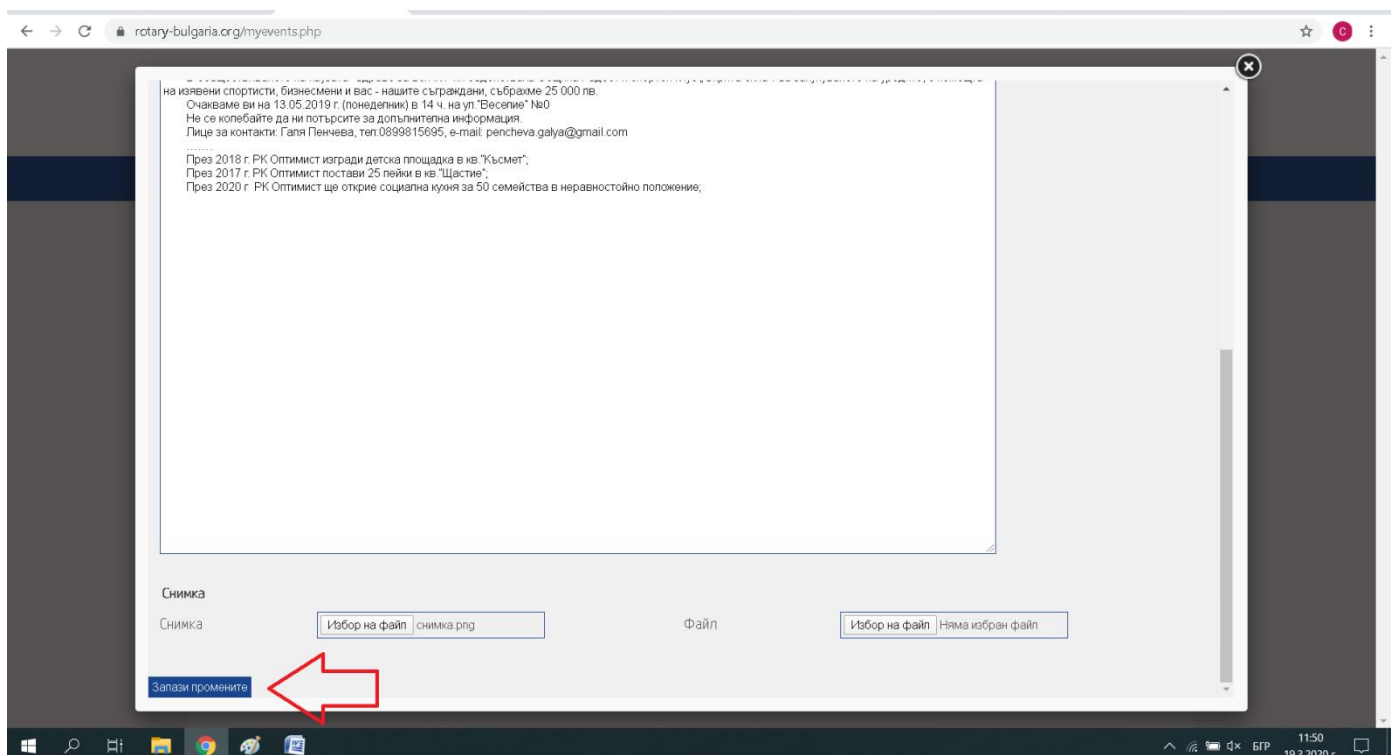 rotary-bulgaria.org/myevents.php
C
на изявени спортисти, бизнесмени и вас - нашите съграждани, събрахме 25 000 лв.
Очакваме ви на 13.05.2019 г. (понеделник) в 14 ч. на ул."Веселие" №0
Не се колебайте да ни потърсите за допълнителна информация.
Лице за контакти: Галя Пенчева, тел:0899815695, e-mail: pencheva.galya@gmail.com
.......
През 2018 г. РК Оптимист изгради детска площадка в кв."Късмет";
През 2017 г. РК Оптимист постави 25 пейки в кв."Щастие";
През 2020 г РК Оптимист ще открие социална кухня за 50 семейства в неравностойно положение;
Снимка
Снимка Избор на файл снимка.png Файл Избор на файл Няма избран файл
Запази промените
БГР 11:50
19.3.2020 г.